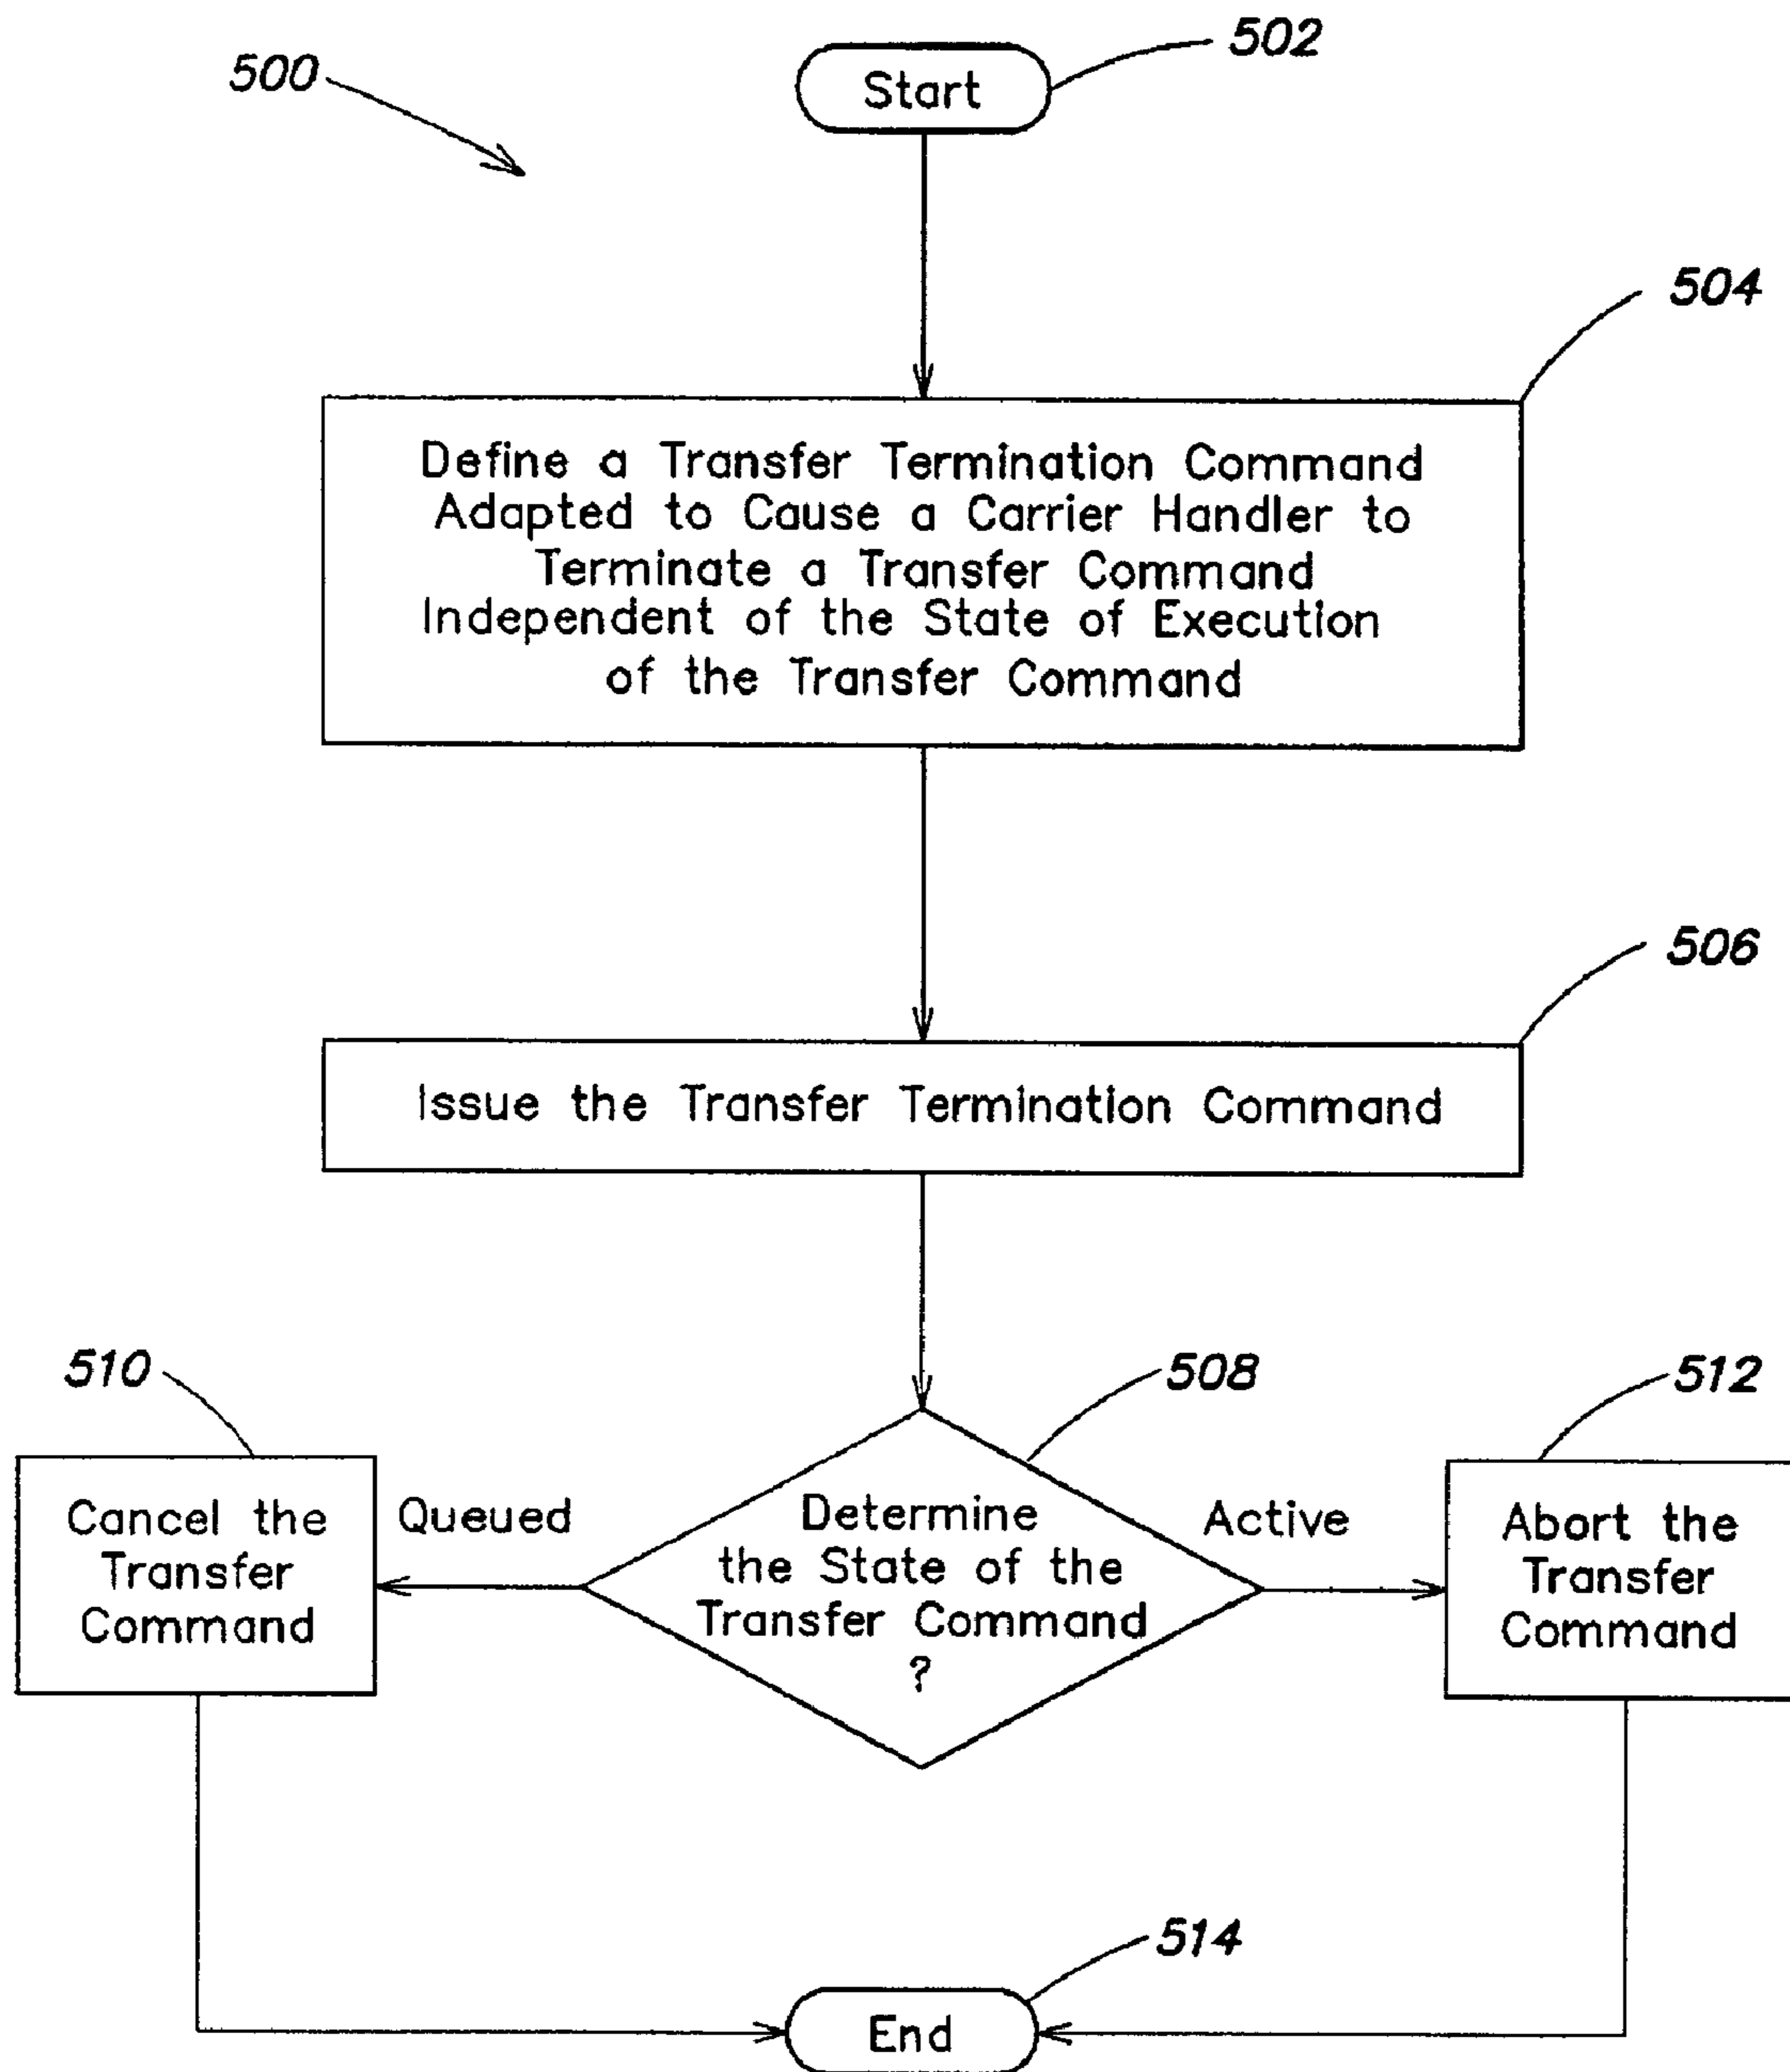 500
Start
502
504
Define a Transfer Termination Command
Adapted to Cause a Carrier Handler to
Terminate a Transfer Command
Independent of the State of Execution
of the Transfer Command
506
Issue the Transfer Termination Command
508
Determine
the State of the
Transfer Command
?
Queued
510
Cancel the
Transfer
Command
Active
512
Abort the
Transfer
Command
514
End